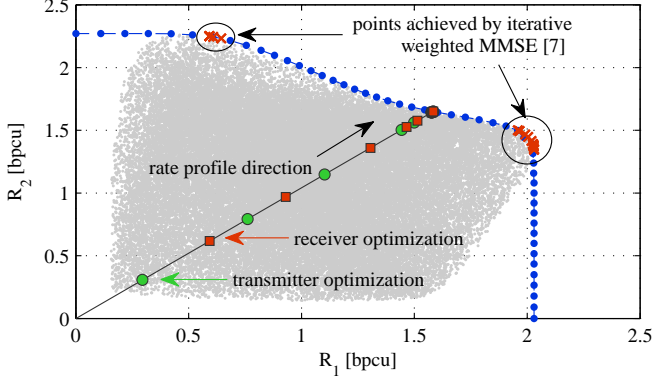 points achieved by iterative
weighted MMSE [7]
rate profile direction
receiver optimization
transmitter optimization
R2 [bpcu]
2.5
2
1.5
1
0.5
0
0
0.5
1
1.5
2
2.5
R1 [bpcu]